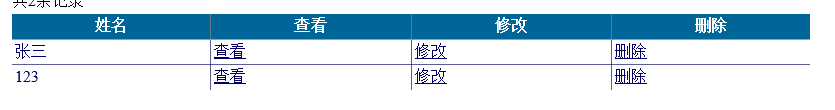 共2条记录
姓名 查看 修改 删除
张三 查看 修改 删除
123 查看 修改 删除